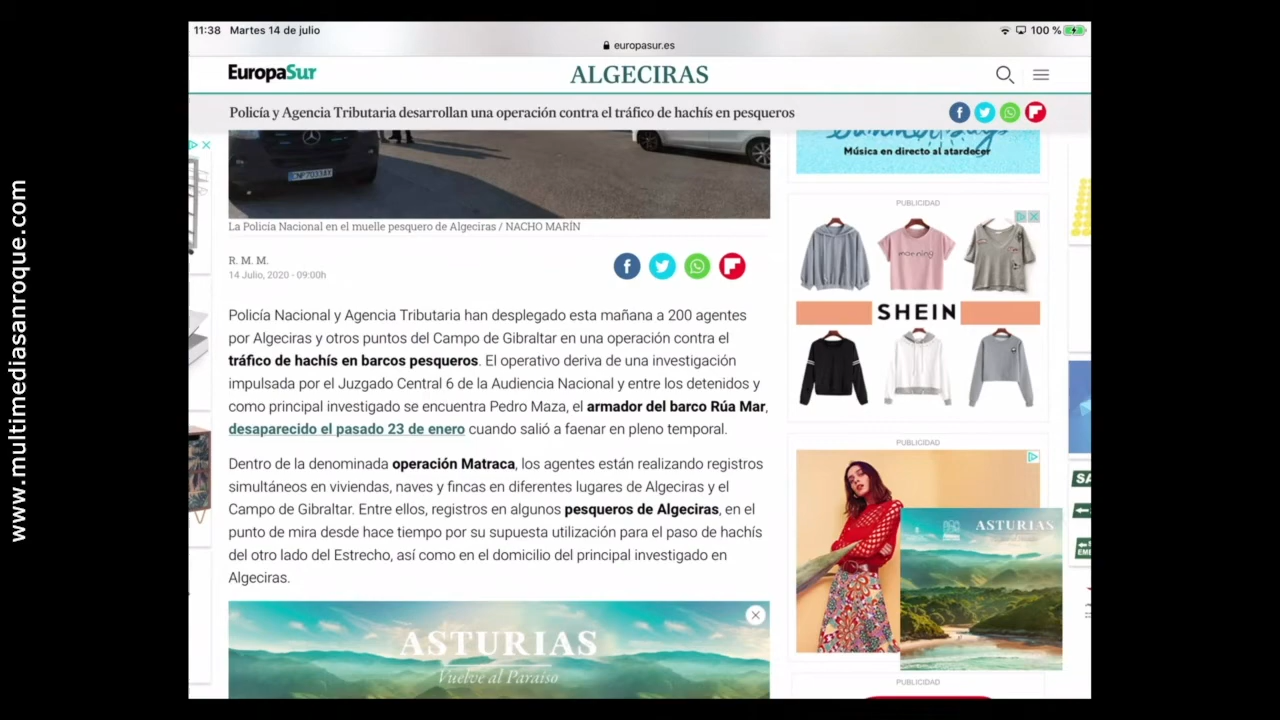 11:38 Martes 14 de julio
100 %
europasur.es
EuropaSur
ALGECIRAS
Policía y Agencia Tributaria desarrollan una operación contra el tráfico de hachís en pesqueros
Música en directo al atardecer
La Policía Nacional en el muelle pesquero de Algeciras / NACHO MARÍN
R. M. M.
14 Julio, 2020 - 09:00h
Policía Nacional y Agencia Tributaria han desplegado esta mañana a 200 agentes
por Algeciras y otros puntos del Campo de Gibraltar en una operación contra el
tráfico de hachís en barcos pesqueros. El operativo deriva de una investigación
impulsada por el Juzgado Central 6 de la Audiencia Nacional y entre los detenidos y
como principal investigado se encuentra Pedro Maza, el armador del barco Rúa Mar,
desaparecido el pasado 23 de enero cuando salió a faenar en pleno temporal.
Dentro de la denominada operación Matraca, los agentes están realizando registros
simultáneos en viviendas, naves y fincas en diferentes lugares de Algeciras y el
Campo de Gibraltar. Entre ellos, registros en algunos pesqueros de Algeciras, en el
punto de mira desde hace tiempo por su supuesta utilización para el paso de hachís
del otro lado del Estrecho, así como en el domicilio del principal investigado en
Algeciras.
ASTURIAS
Vuelve al Paraíso
PUBLICIDAD
morning
SHEIN
PUBLICIDAD
ASTURIAS
PUBLICIDAD
www.multimediasanroque.com